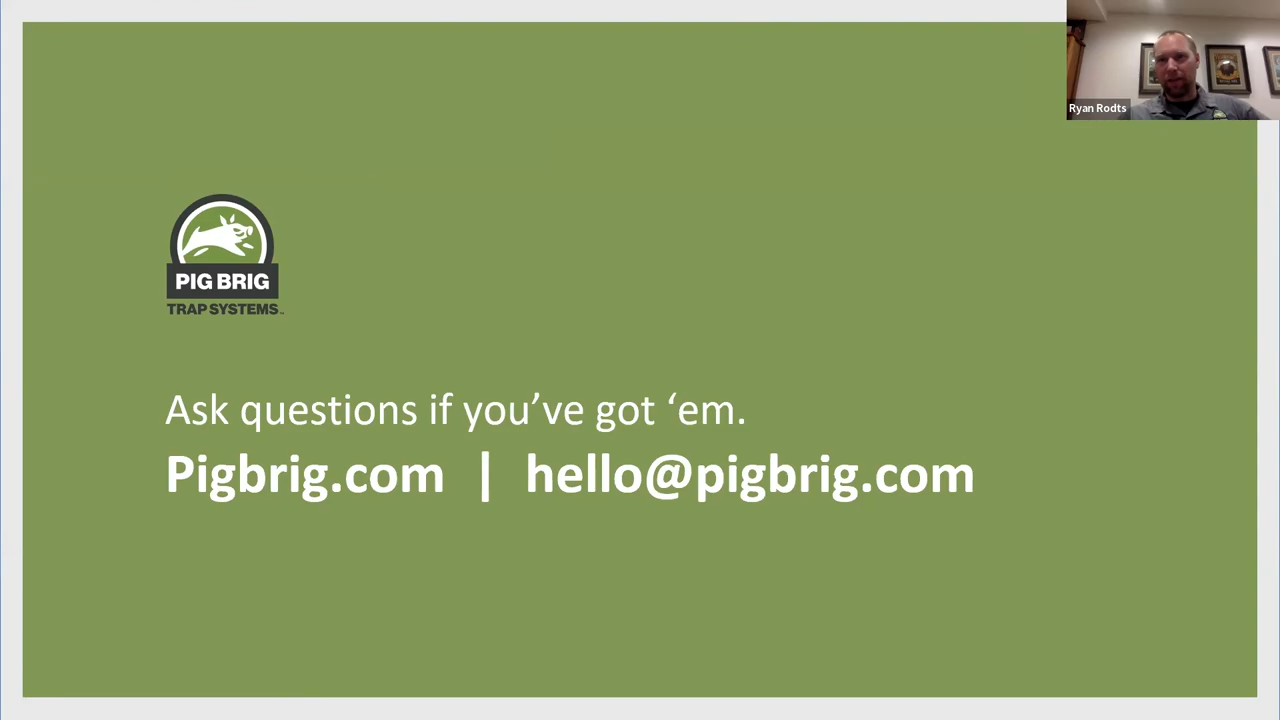 Ryan Rodts
PIG BRIG
TRAP SYSTEMS
Ask questions if you’ve got ‘em.
Pigbrig.com | hello@pigbrig.com